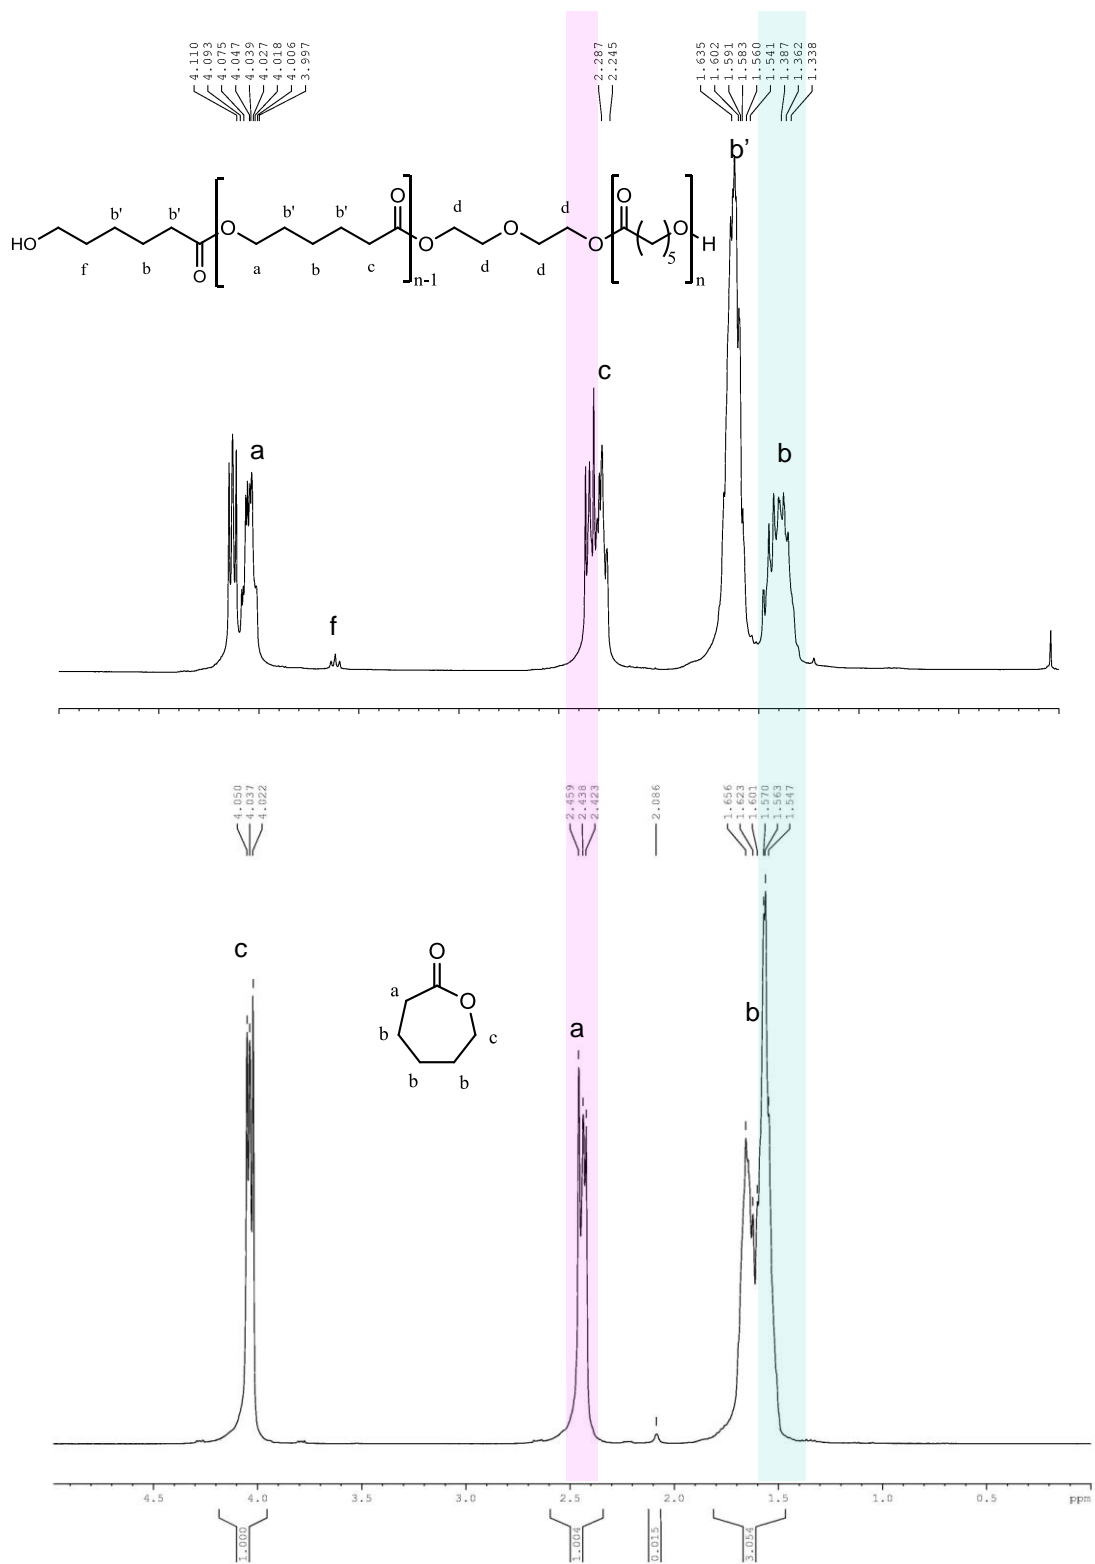 4.110
4.093
4.075
4.047
4.039
4.027
4.018
4.006
3.997
2.287
2.245
1.635
1.602
1.591
1.583
1.560
1.541
1.387
1.362
1.338
b'
O O
d d
b' b' b' b'
HO O O O O O H
5
f b O a b c d d
n-1 n
c
a
b
f
4.050
4.037
4.022
2.459
2.438
2.423
2.086
1.656
1.623
1.601
1.570
1.563
1.547
c
O
a
O
b
c
b b
a
b
4.5 4.0 3.5 3.0 2.5 2.0 1.5 1.0 0.5 ppm
1.000 1.004 0.015 3.054